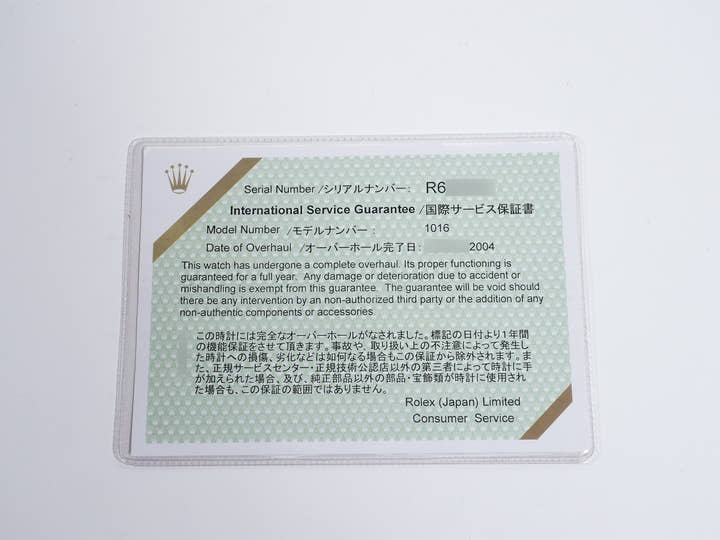 Serial Number /シリアルナンバー: R6
International Service Guarantee /国際サービス保証書
Model Number /モデルナンバー: 1016
Date of Overhaul /オーバーホール完了日: 2004
This watch has undergone a complete overhaul. Its proper functioning is
guaranteed for a full year. Any damage or deterioration due to accident or
mishandling is exempt from this guarantee. The guarantee will be void should
there be any intervention by an non-authorized third party or the addition of any
non-authentic components or accessories.
この時計には完全なオーバーホールがなされました。標記の日付より1年間
の機能保証をさせて頂きます。事故や、取り扱い上の不注意によって発生し
た時計への損傷、劣化などは如何なる場合もこの保証から除外されます。ま
た、正規サービスセンター・正規技術公認店以外の第三者によって時計に手
が加えられた場合、及び、純正部品以外の部品・宝飾類が時計に使用され
た場合も、この保証の範囲ではありません。
Rolex (Japan) Limited
Consumer Service